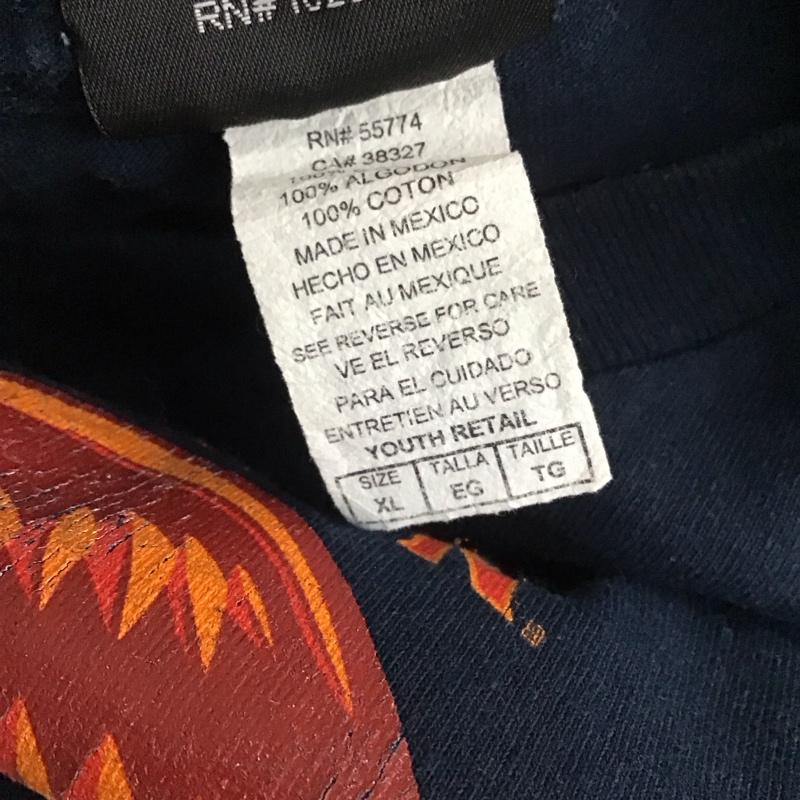 RN#
RN# 55774
CA# 38327
100% ALGODON
100% COTON
MADE IN MEXICO
HECHO EN MEXICO
FAIT AU MEXIQUE
SEE REVERSE FOR CARE
VE EL REVERSO
PARA EL CUIDADO
ENTRETIEN AU VERSO
YOUTH RETAIL
SIZE TALLA TAILLE
XL EG TG